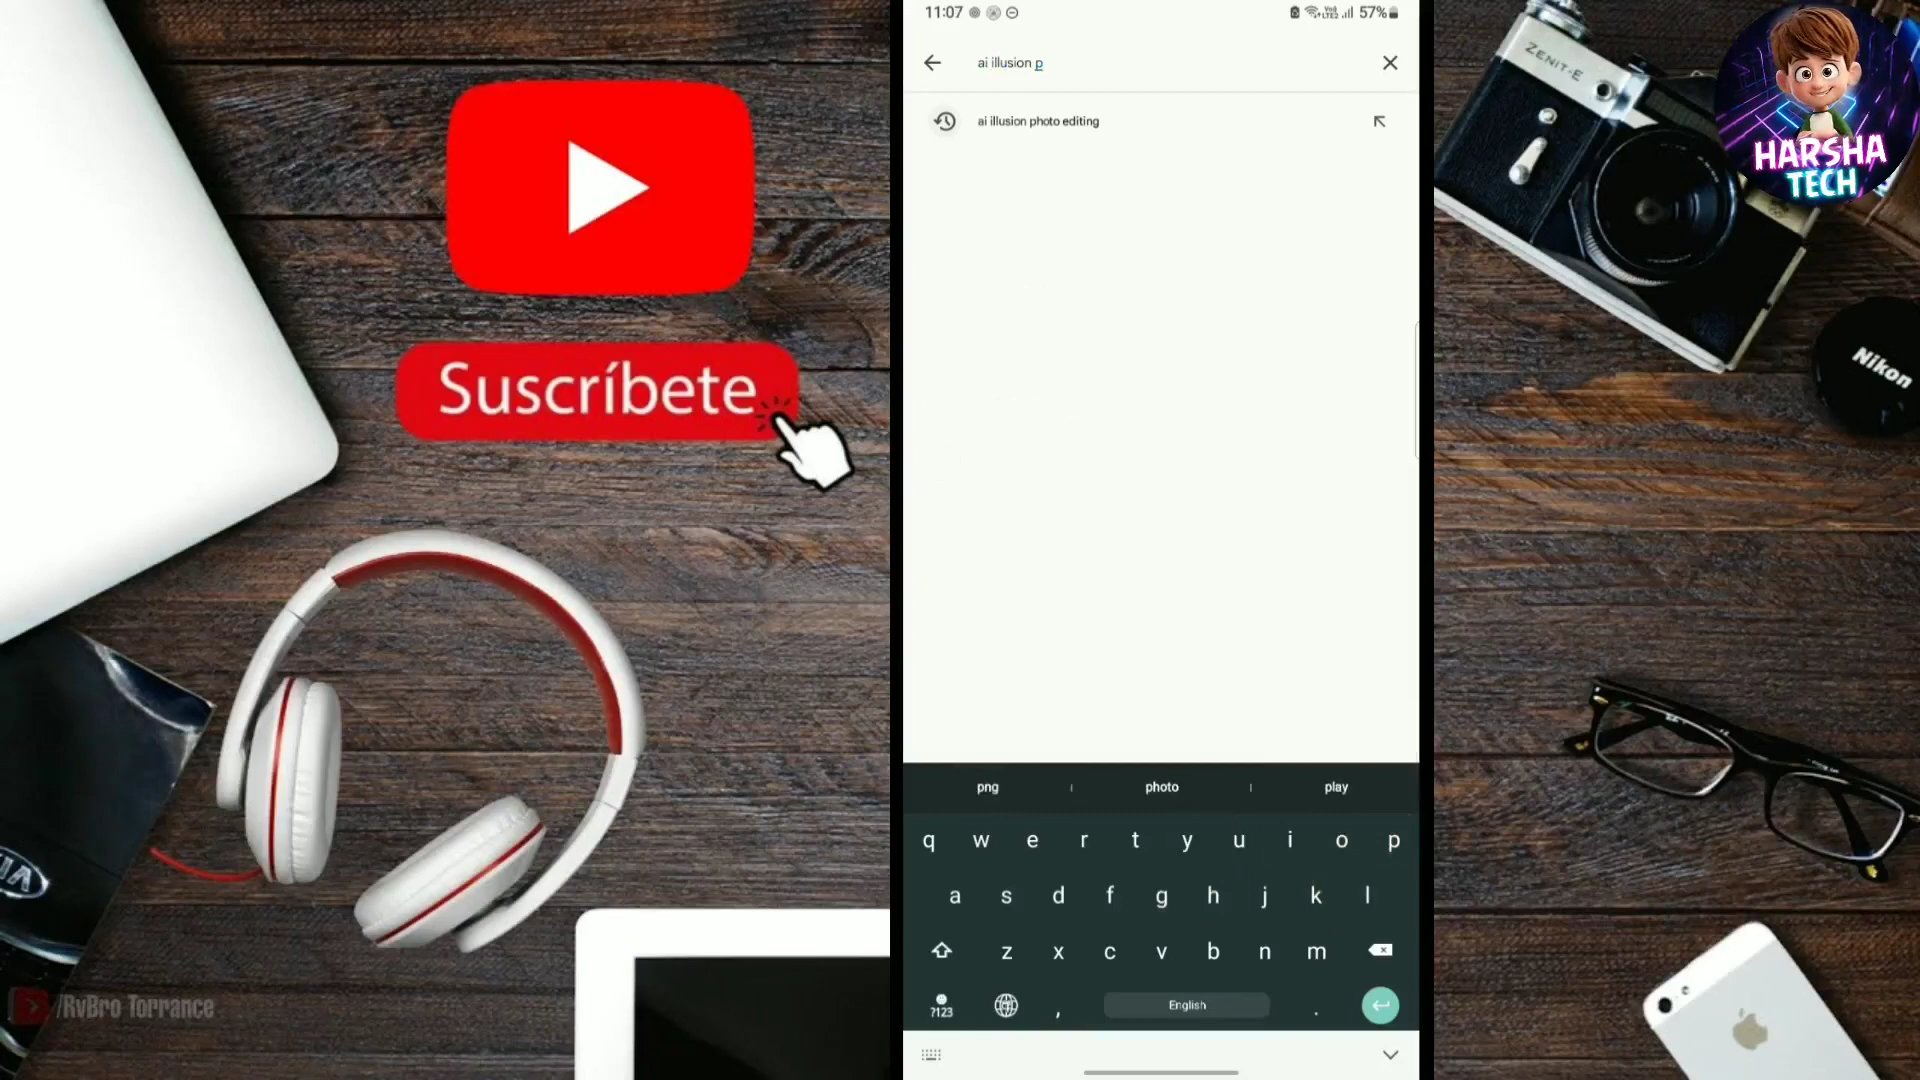 11:07
57%
ai illusion p
ai illusion photo editing
ZENIT-E
HARSHA
TECH
Suscríbete
Nikon
png
photo
play
q w e r t y u i o p
a s d f g h j k l
z x c v b n m
?123 , English .
/RvBro Torrance